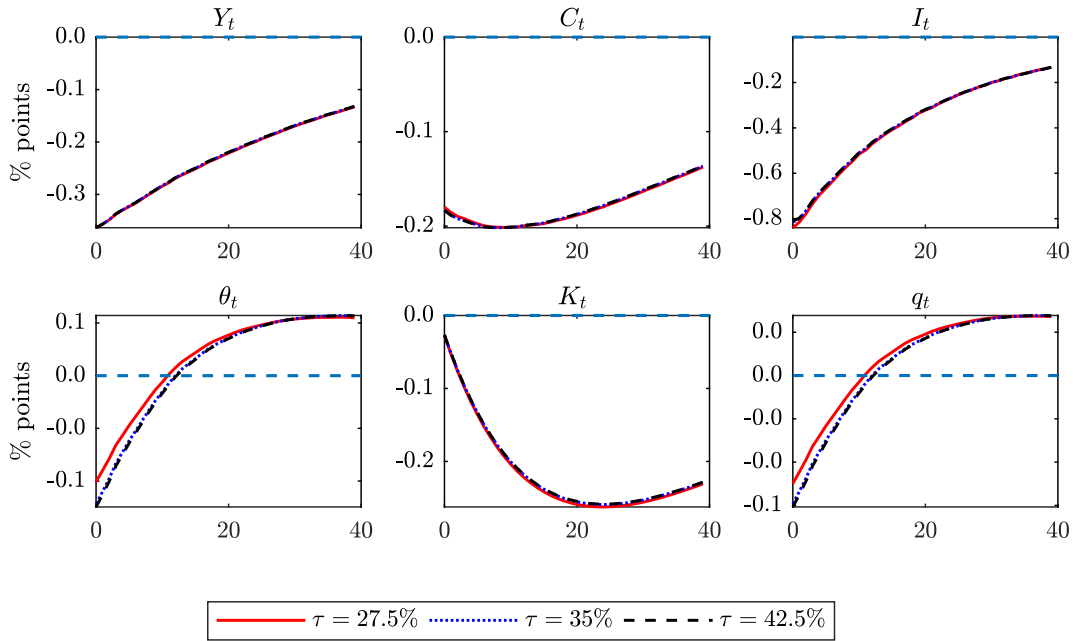 Y_t C_t I_t
% points
0.0 -0.1 -0.2 -0.3
0 20 40
0.0 -0.1 -0.2
0 20 40
-0.2 -0.4 -0.6 -0.8
0 20 40
θ_t K_t q_t
% points
0.1 0.0 -0.0 -0.1
0 20 40
0.0 -0.1 -0.2
0 20 40
0.0 0.0 -0.0 -0.0 -0.1
0 20 40
τ = 27.5% τ = 35% τ = 42.5%